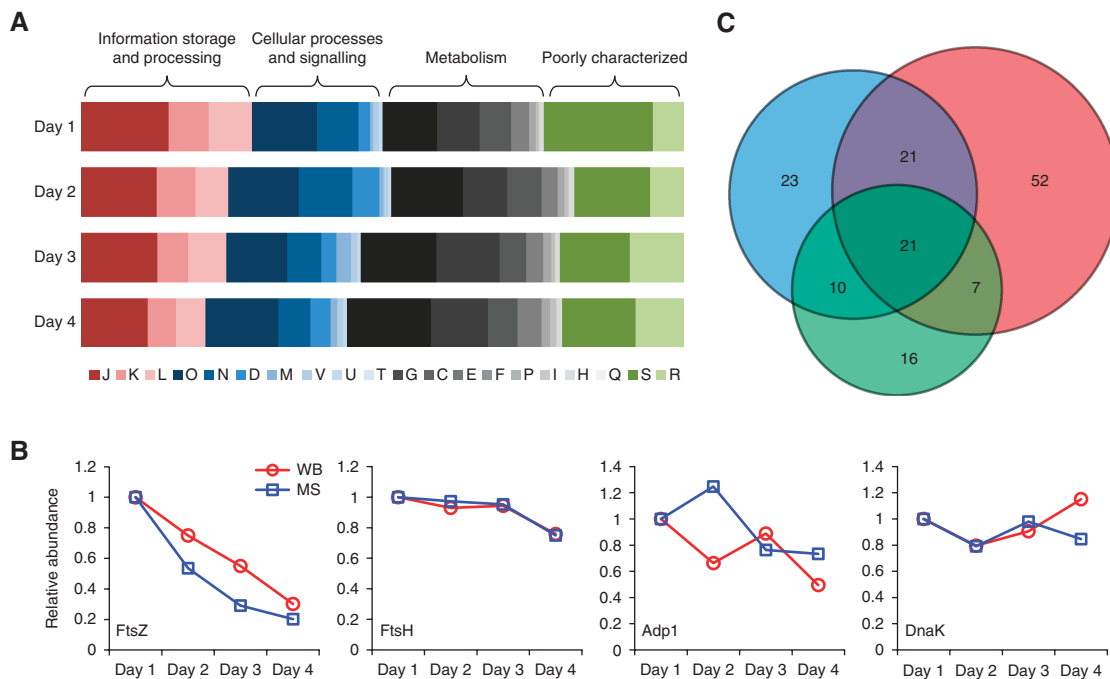 A
Information storage
and processing
Cellular processes
and signalling
Metabolism
Poorly characterized
Day 1
Day 2
Day 3
Day 4
J K L O N D M V U T G C E F P I H Q S R
C
23
21
52
21
10
7
16
B
Relative abundance
1.2
1
0.8
0.6
0.4
0.2
0
FtsZ
WB
MS
Day 1 Day 2 Day 3 Day 4
1.2
1
0.8
0.6
0.4
0.2
0
FtsH
Day 1 Day 2 Day 3 Day 4
1.4
1.2
1
0.8
0.6
0.4
0.2
0
Adp1
Day 1 Day 2 Day 3 Day 4
1.4
1.2
1.0
0.8
0.6
0.4
0.2
0
DnaK
Day 1 Day 2 Day 3 Day 4